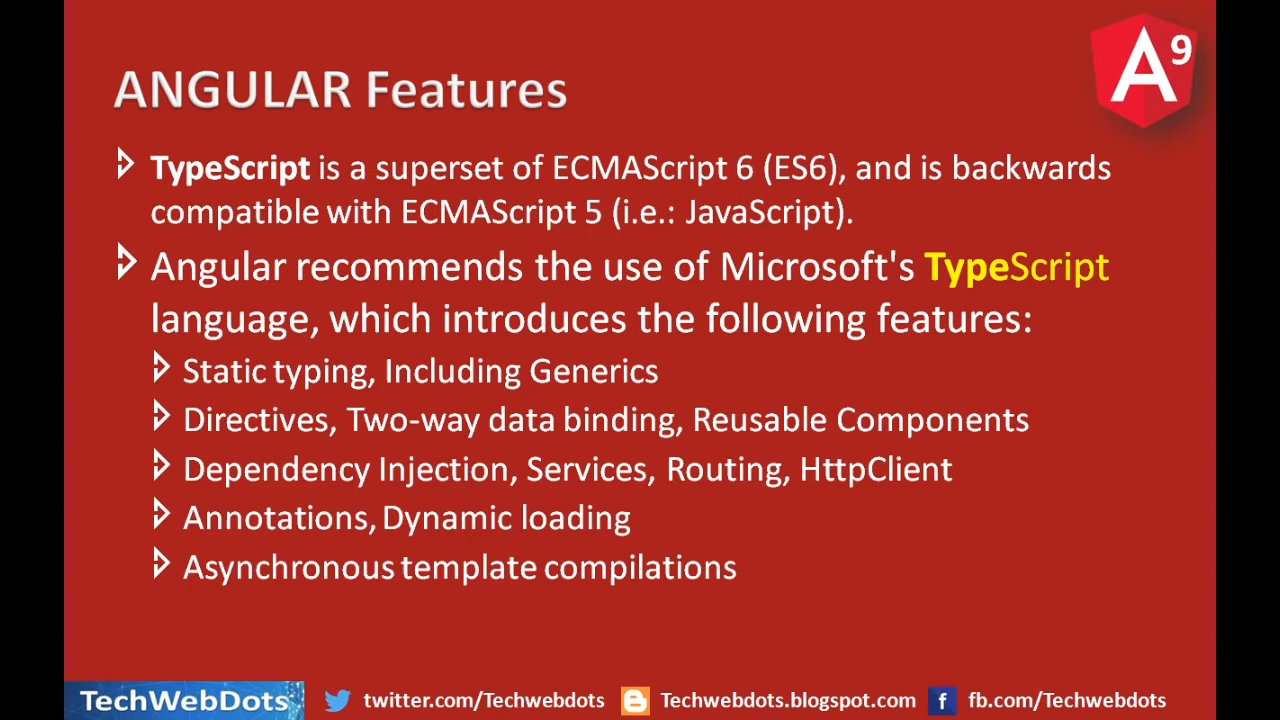 ANGULAR Features
A9
TypeScript is a superset of ECMAScript 6 (ES6), and is backwards
compatible with ECMAScript 5 (i.e.: JavaScript).
Angular recommends the use of Microsoft's TypeScript
language, which introduces the following features:
Static typing, Including Generics
Directives, Two-way data binding, Reusable Components
Dependency Injection, Services, Routing, HttpClient
Annotations, Dynamic loading
Asynchronous template compilations
TechWebDots twitter.com/Techwebdots Techwebdots.blogspot.com fb.com/Techwebdots